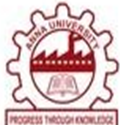 ANNA UNIVERSITY
PROGRESS THROUGH KNOWLEDGE